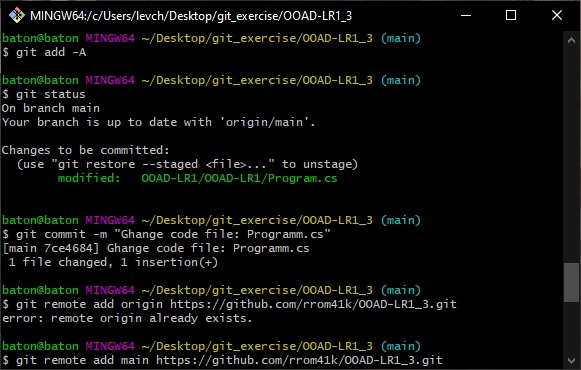 MINGW64:/c/Users/levch/Desktop/git_exercise/OOAD-LR1_3
baton@baton MINGW64 ~/Desktop/git_exercise/OOAD-LR1_3 (main)
$ git add -A
baton@baton MINGW64 ~/Desktop/git_exercise/OOAD-LR1_3 (main)
$ git status
On branch main
Your branch is up to date with 'origin/main'.
Changes to be committed:
(use "git restore --staged <file>..." to unstage)
modified: OOAD-LR1/OOAD-LR1/Program.cs
baton@baton MINGW64 ~/Desktop/git_exercise/OOAD-LR1_3 (main)
$ git commit -m "Ghange code file: Programm.cs"
[main 7ce4684] Ghange code file: Programm.cs
1 file changed, 1 insertion(+)
baton@baton MINGW64 ~/Desktop/git_exercise/OOAD-LR1_3 (main)
$ git remote add origin https://github.com/rrom41k/OOAD-LR1_3.git
error: remote origin already exists.
baton@baton MINGW64 ~/Desktop/git_exercise/OOAD-LR1_3 (main)
$ git remote add main https://github.com/rrom41k/OOAD-LR1_3.git